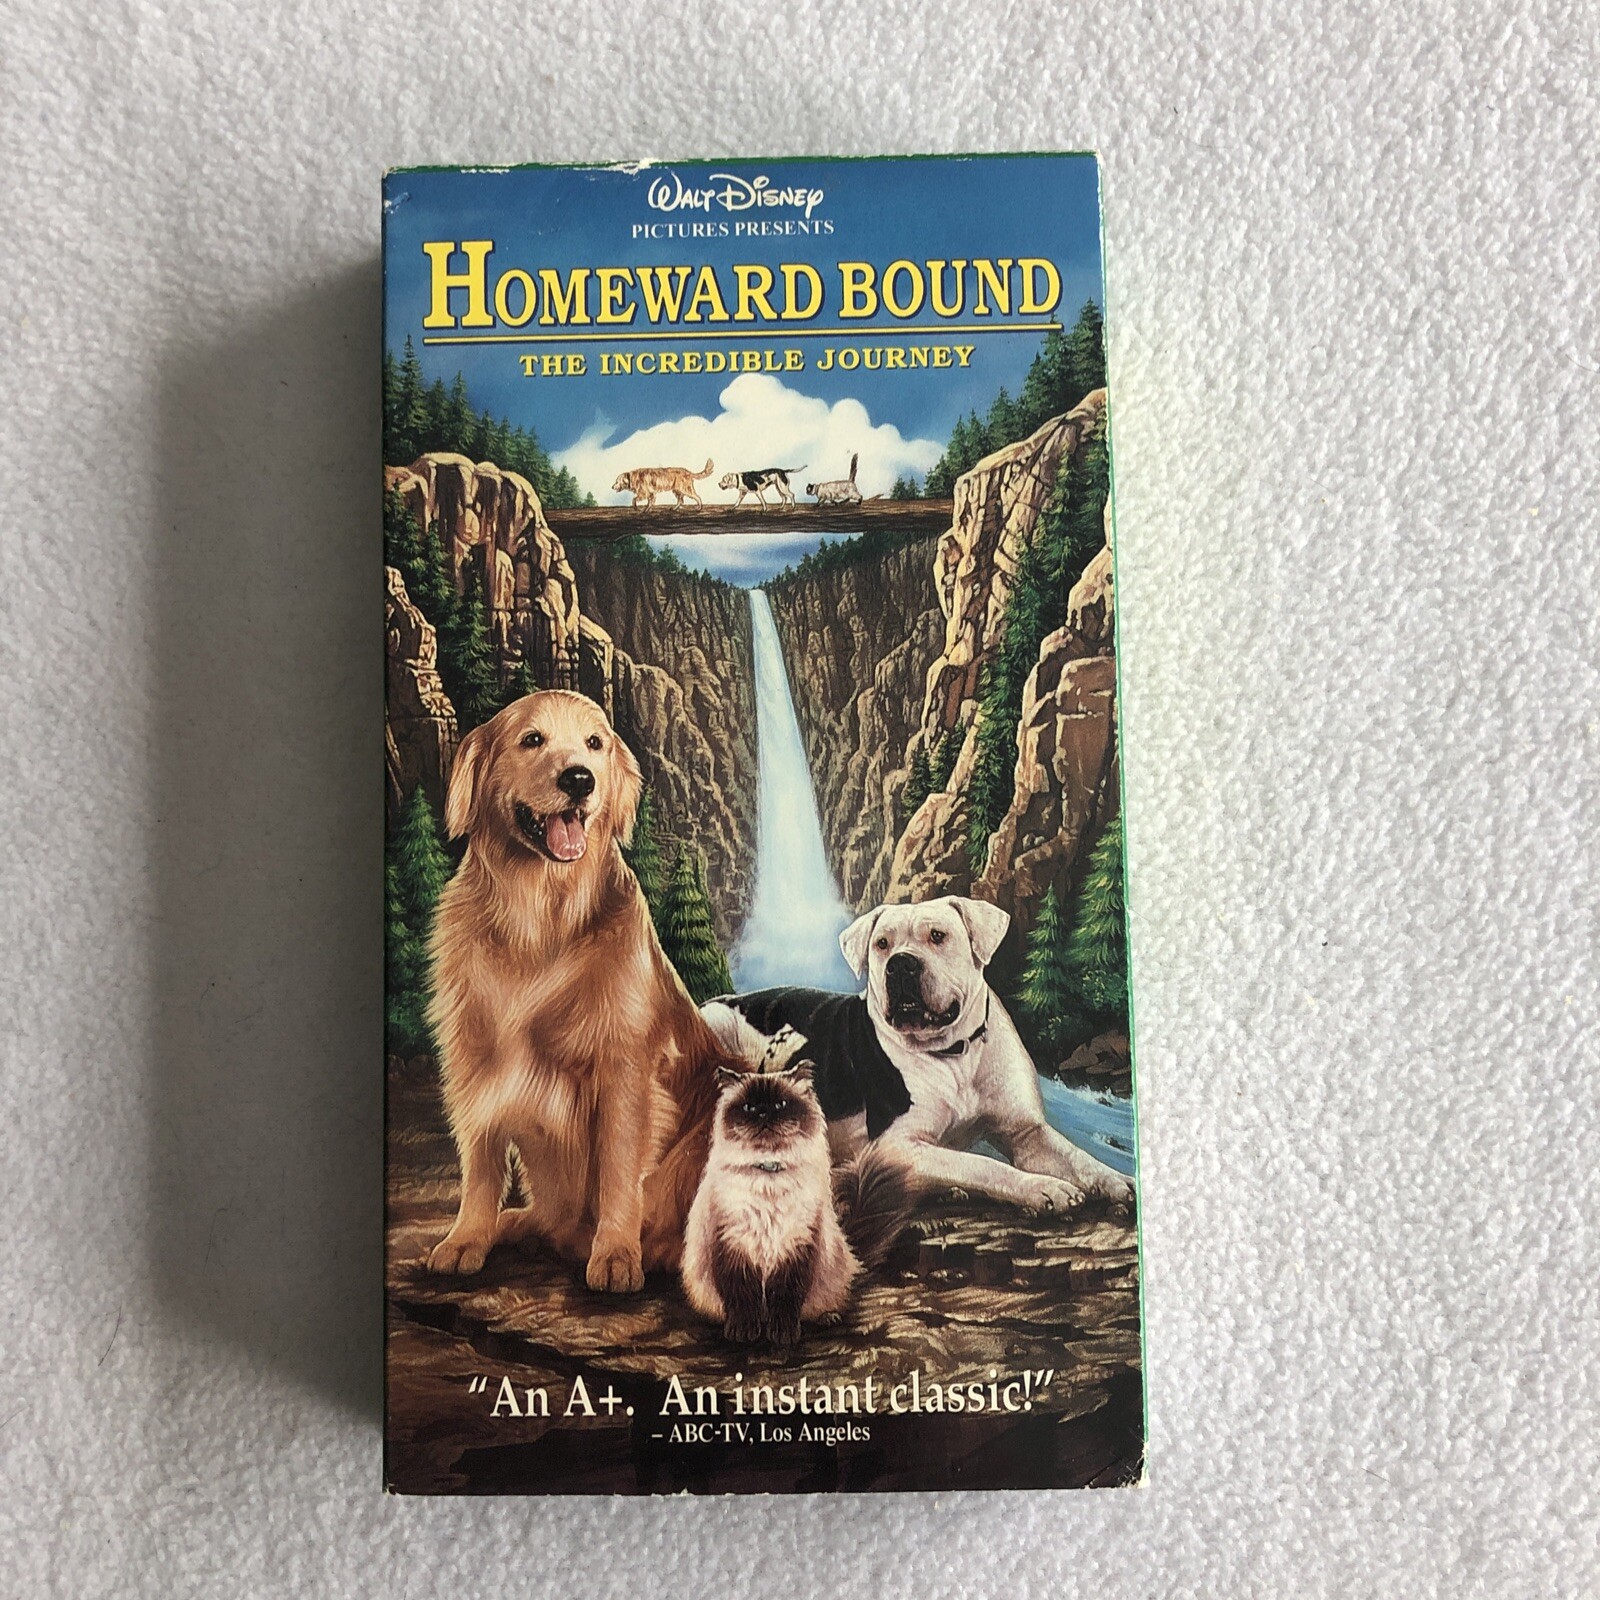 Walt Disney
PICTURES PRESENTS
HOMEWARD BOUND
THE INCREDIBLE JOURNEY
"An A+. An instant classic!"
– ABC-TV, Los Angeles